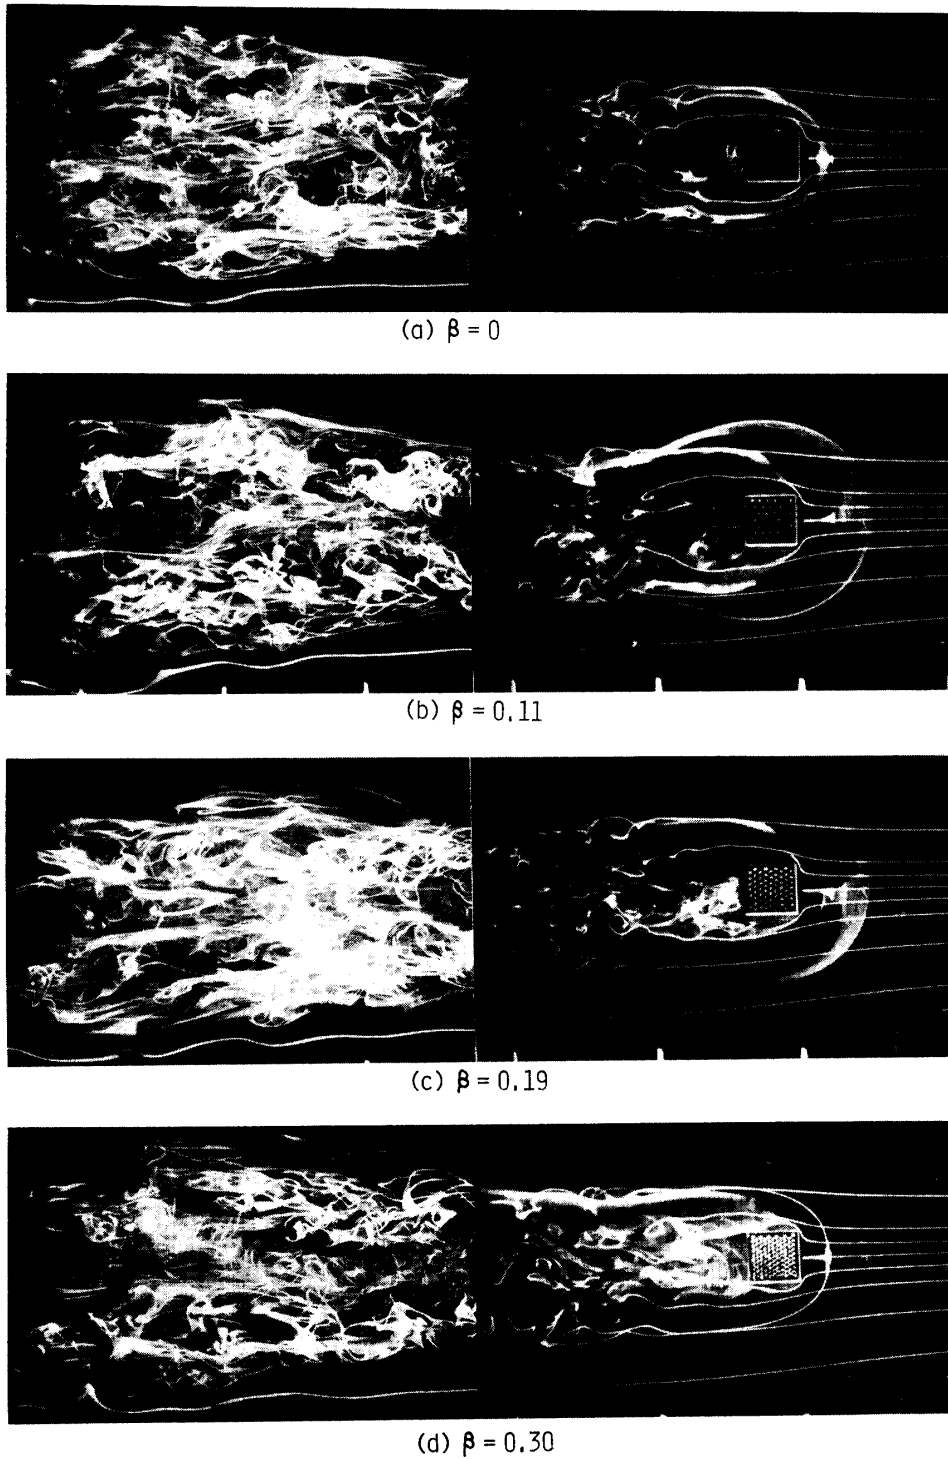 (a) β = 0
(b) β = 0.11
(c) β = 0.19
(d) β = 0.30